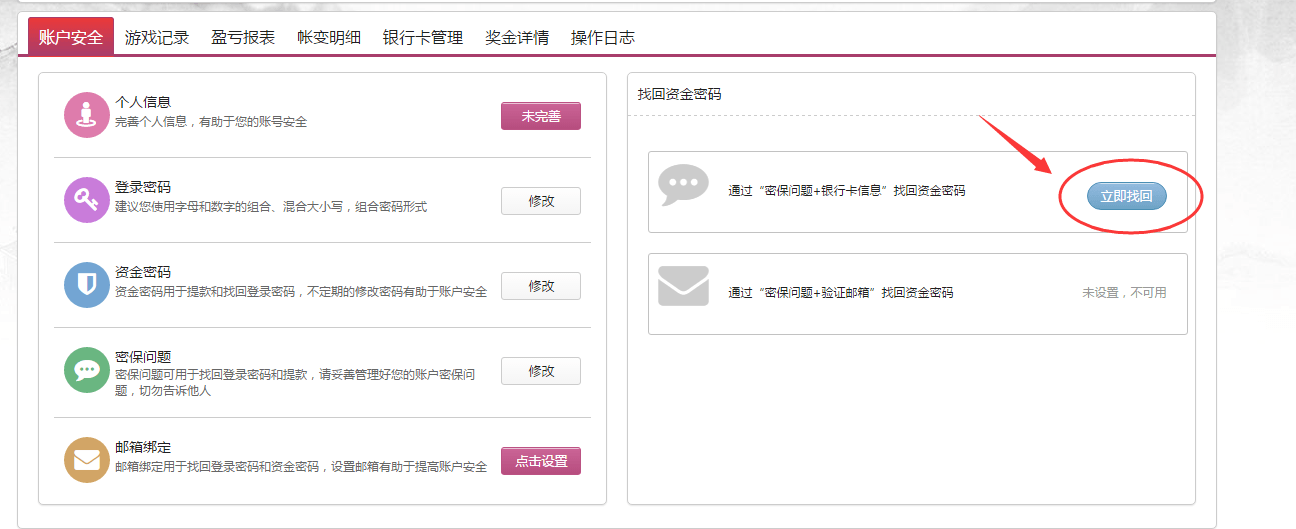 账户安全 游戏记录 盈亏报表 帐变明细 银行卡管理 奖金详情 操作日志
个人信息
完善个人信息，有助于您的账号安全
未完善
登录密码
建议您使用字母和数字的组合、混合大小写，组合密码形式
修改
资金密码
资金密码用于提款和找回登录密码，不定期的修改密码有助于账户安全
修改
密保问题
密保问题可用于找回登录密码和提款，请妥善管理好您的账户密保问
题，切勿告诉他人
修改
邮箱绑定
邮箱绑定用于找回登录密码和资金密码，设置邮箱有助于提高账户安全
点击设置
找回资金密码
通过“密保问题+银行卡信息”找回资金密码
立即找回
通过“密保问题+验证邮箱”找回资金密码
未设置，不可用